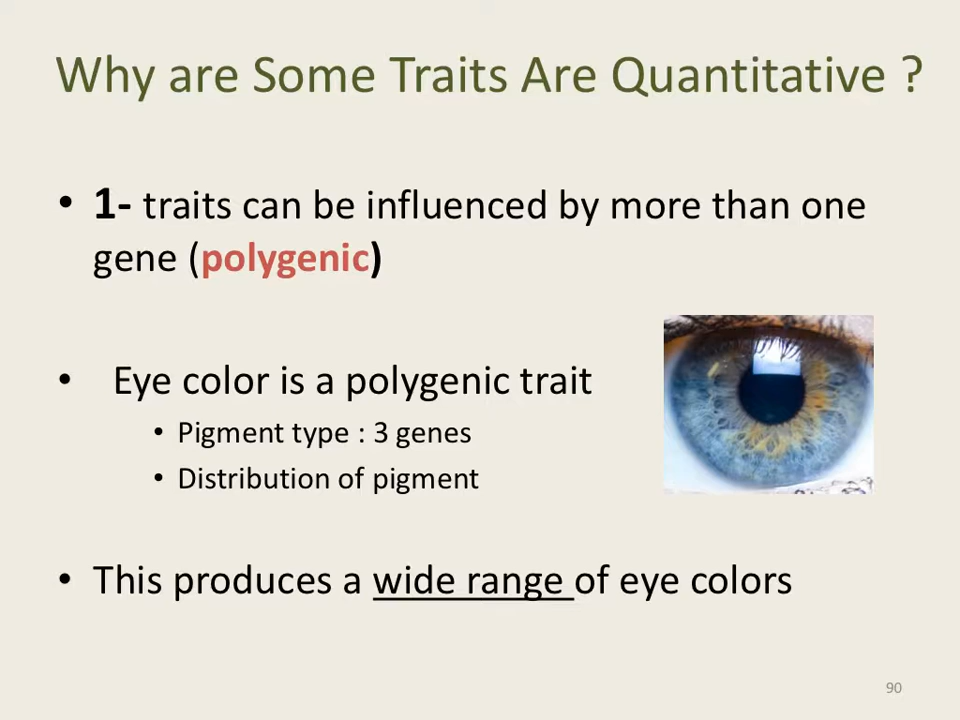 Why are Some Traits Are Quantitative ?
• 1- traits can be influenced by more than one
gene (polygenic)
• Eye color is a polygenic trait
• Pigment type : 3 genes
• Distribution of pigment
• This produces a wide range of eye colors
90